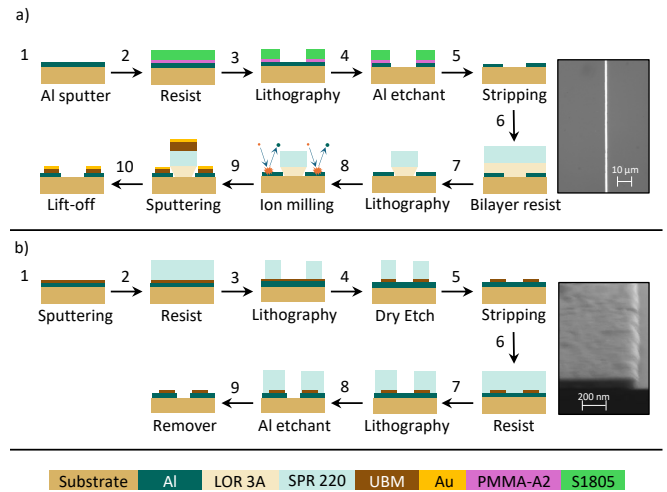 a)
1 2 3 4 5
Al sputter Resist Lithography Al etchant Stripping
6
10 9 8 7
Lift-off Sputtering Ion milling Lithography Bilayer resist
10 µm
b)
1 2 3 4 5
Sputtering Resist Lithography Dry Etch Stripping
6
9 8 7
Remover Al etchant Lithography Resist
200 nm
Substrate Al LOR 3A SPR 220 UBM Au PMMA-A2 S1805